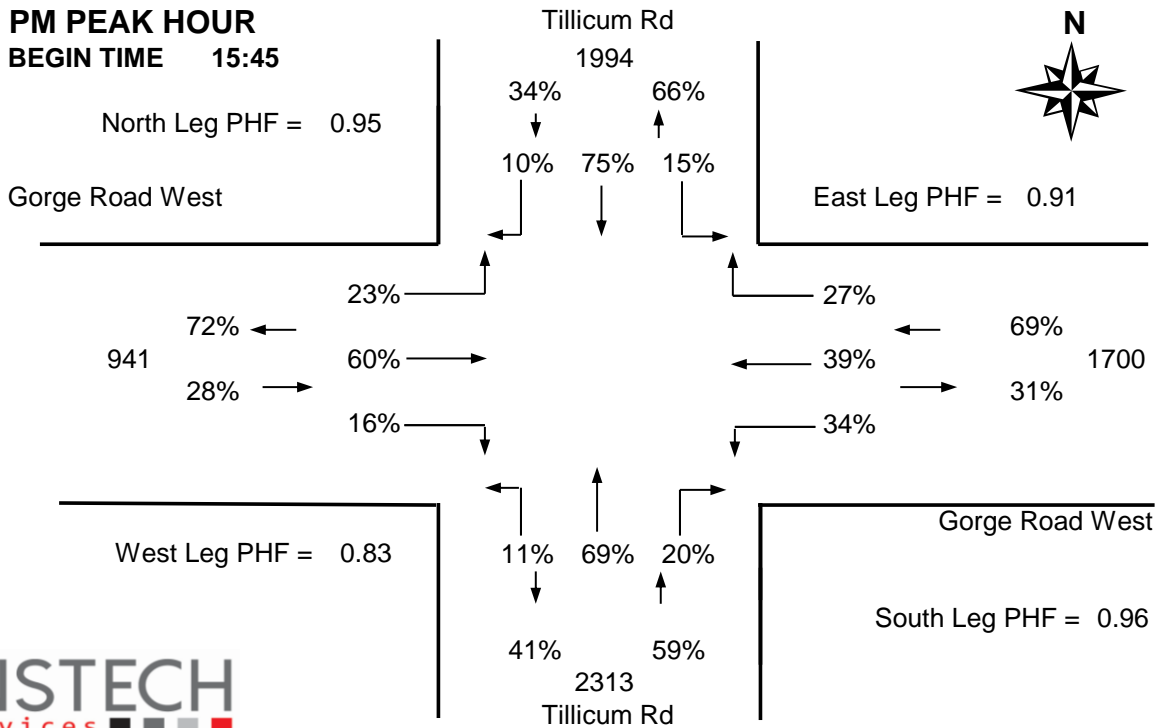 PM PEAK HOUR
Tillicum Rd
N
BEGIN TIME 15:45
1994
34% 66%
North Leg PHF = 0.95
10% 75% 15%
Gorge Road West
East Leg PHF = 0.91
23% 27%
72% 69%
941 60% 39% 1700
28% 31%
16% 34%
Gorge Road West
West Leg PHF = 0.83
11% 69% 20%
South Leg PHF = 0.96
41% 59%
2313
Tillicum Rd